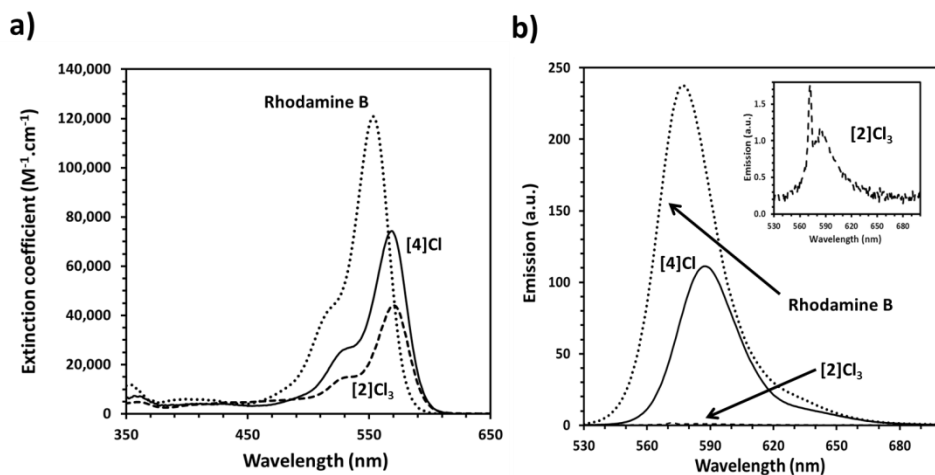 a)
Extinction coefficient (M⁻¹.cm⁻¹)
140,000
120,000
100,000
80,000
60,000
40,000
20,000
0
350
450
550
650
Wavelength (nm)
Rhodamine B
[4]Cl
[2]Cl₃
b)
Emission (a.u.)
250
200
150
100
50
0
530
560
590
620
650
680
Wavelength (nm)
[4]Cl
Rhodamine B
[2]Cl₃
Emission (a.u.)
1.5
1.0
0.5
0.0
530
560
590
620
650
680
Wavelength (nm)
[2]Cl₃